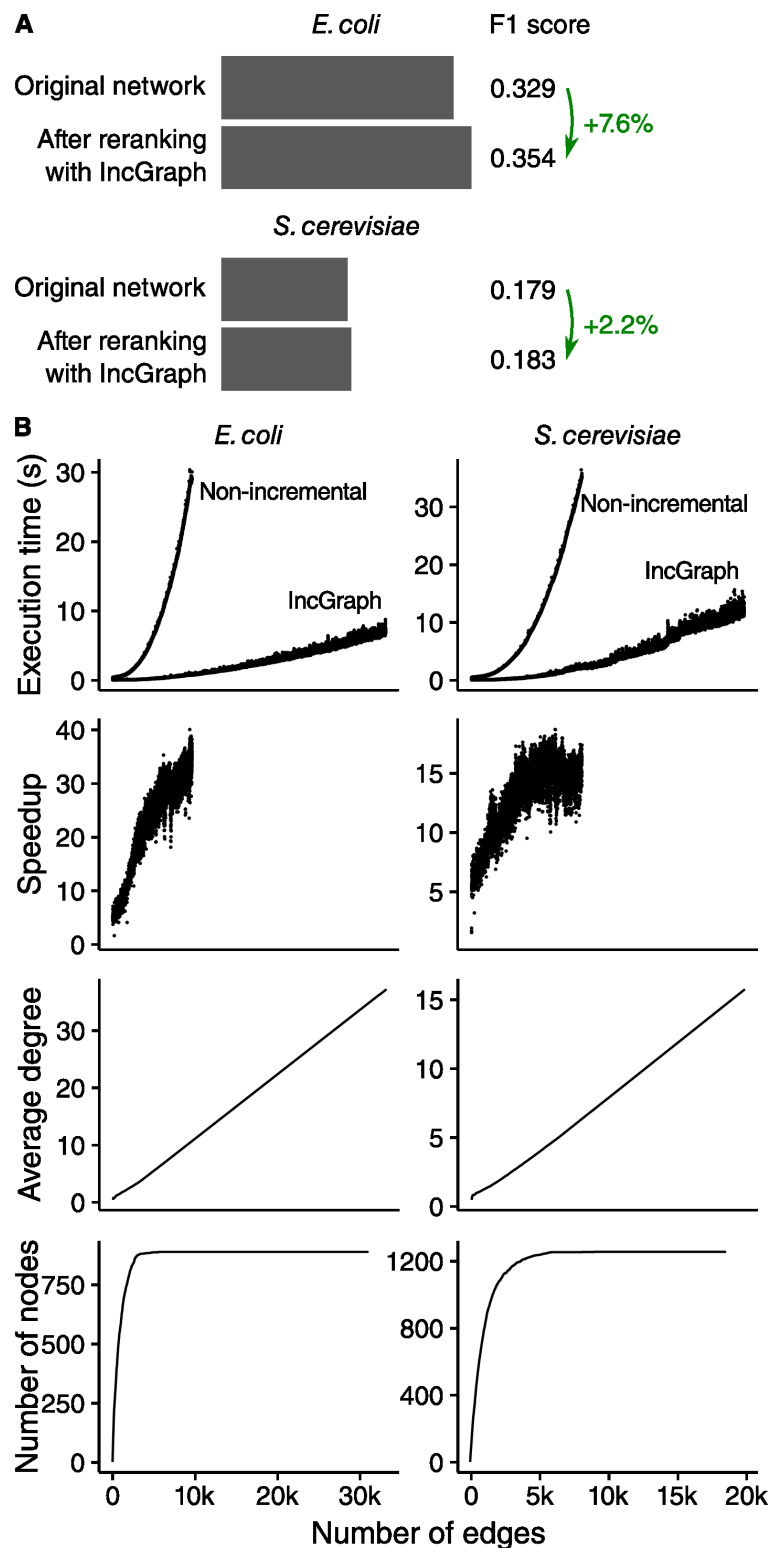 A
E. coli
F1 score
Original network
0.329
+7.6%
After reranking
with IncGraph
0.354
S. cerevisiae
Original network
0.179
+2.2%
After reranking
with IncGraph
0.183
B
E. coli
S. cerevisiae
Execution time (s)
30
20
10
0
Non-incremental
IncGraph
30
20
10
0
Non-incremental
IncGraph
Speedup
40
30
20
10
0
15
10
5
Average degree
30
20
10
0
15
10
5
0
Number of nodes
750
500
250
0
1200
800
400
0
0
10k
20k
30k
0
5k
10k
15k
20k
Number of edges